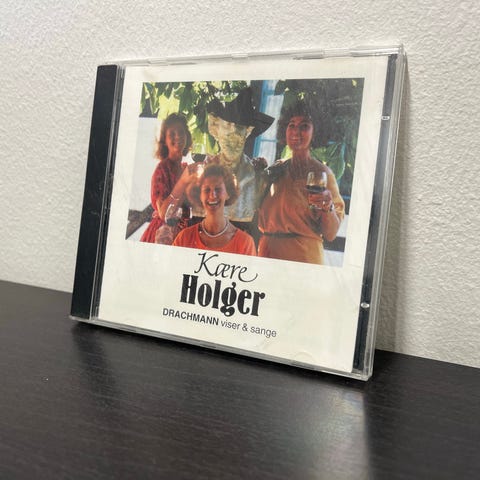 Kære
Holger
DRACHMANN viser & sange